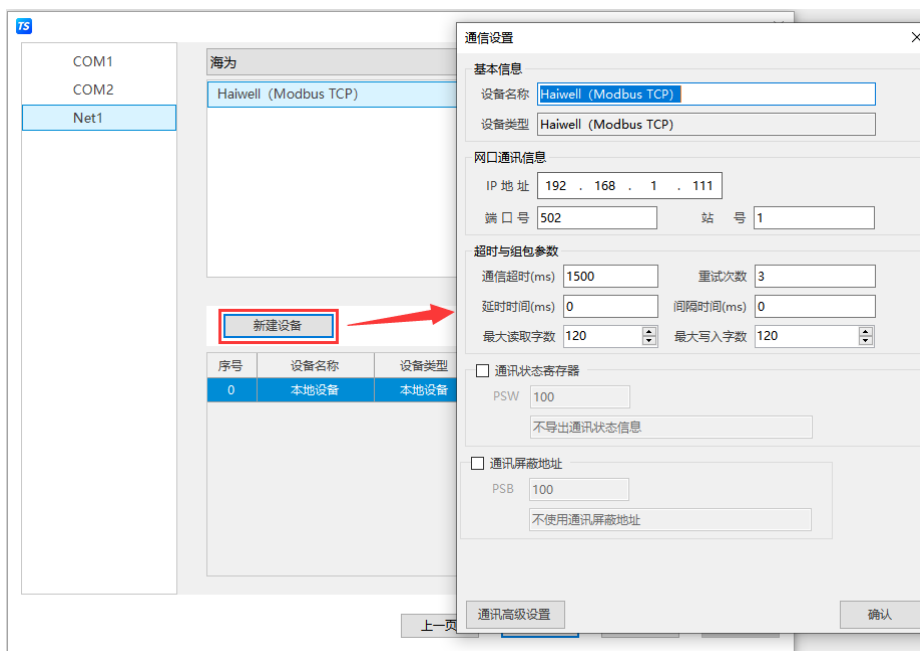 TS
COM1
COM2
Net1
海为
Haiwell（Modbus TCP）
新建设备
序号 设备名称 设备类型
0 本地设备 本地设备
上一页
通信设置
基本信息
设备名称 Haiwell（Modbus TCP）
设备类型 Haiwell（Modbus TCP）
网口通讯信息
IP 地 址 192 . 168 . 1 . 111
端 口 号 502 站 号 1
超时与组包参数
通信超时(ms) 1500 重试次数 3
延时时间(ms) 0 间隔时间(ms) 0
最大读取字数 120 最大写入字数 120
通讯状态寄存器
PSW 100
不导出通讯状态信息
通讯屏蔽地址
PSB 100
不使用通讯屏蔽地址
通讯高级设置 确认